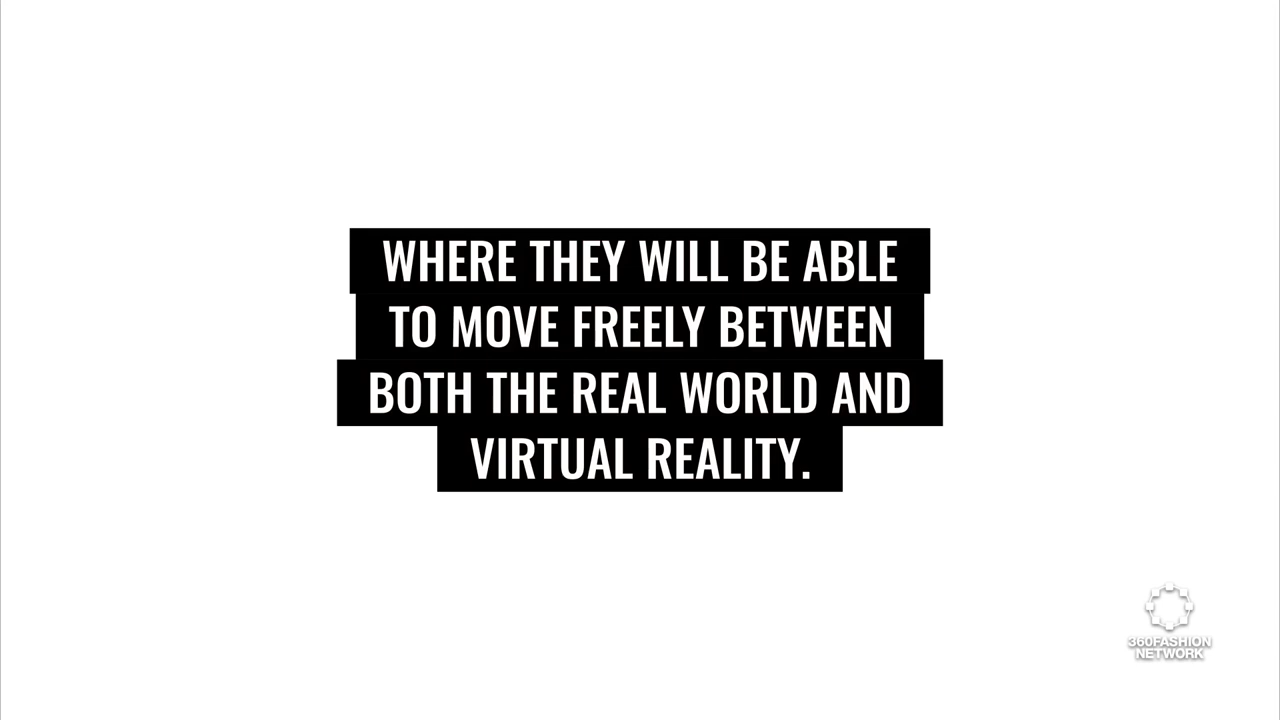 WHERE THEY WILL BE ABLE
TO MOVE FREELY BETWEEN
BOTH THE REAL WORLD AND
VIRTUAL REALITY.
360FASHION
NETWORK